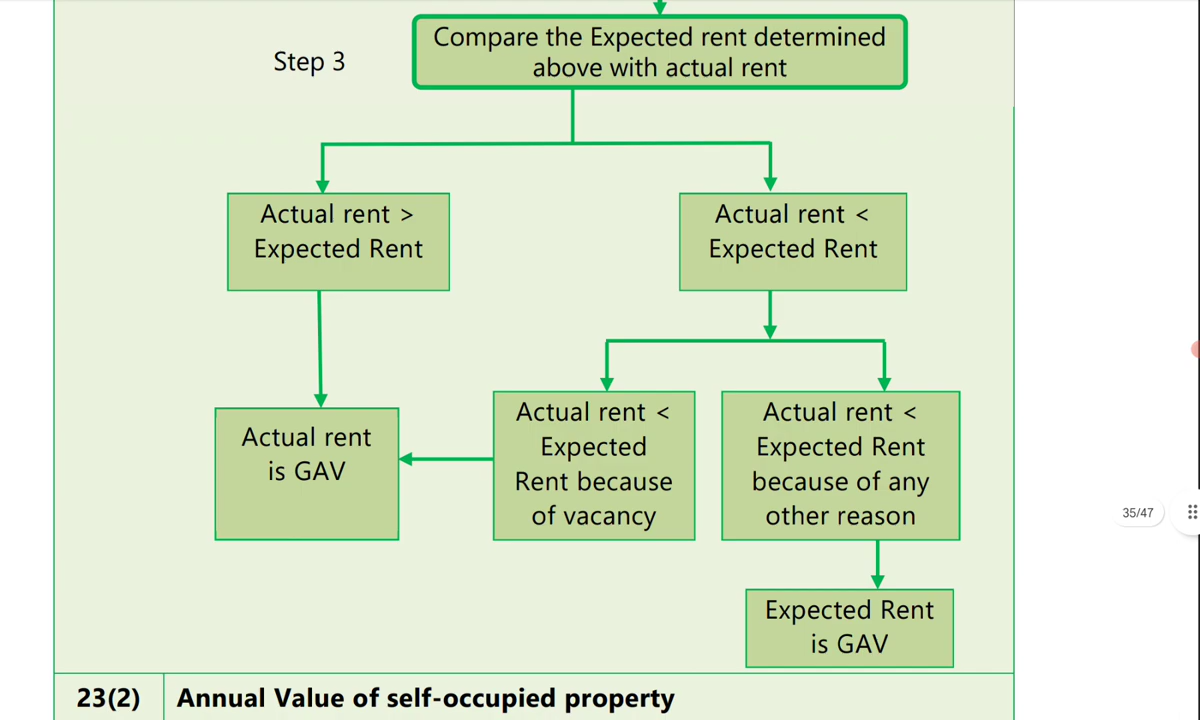 Step 3
Compare the Expected rent determined
above with actual rent
Actual rent >
Expected Rent
Actual rent <
Expected Rent
Actual rent
is GAV
Actual rent <
Expected
Rent because
of vacancy
Actual rent <
Expected Rent
because of any
other reason
35/47
Expected Rent
is GAV
23(2) Annual Value of self-occupied property